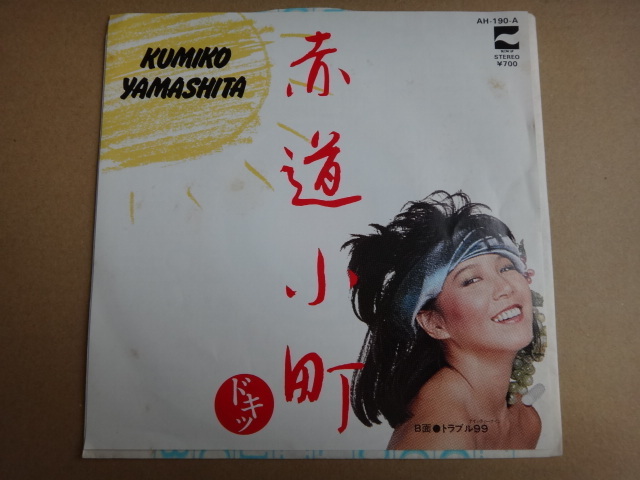 KUMIKO
YAMASHITA
AH-190-A
STEREO
¥700
赤道小町
ドキッ
B面●トラブル99